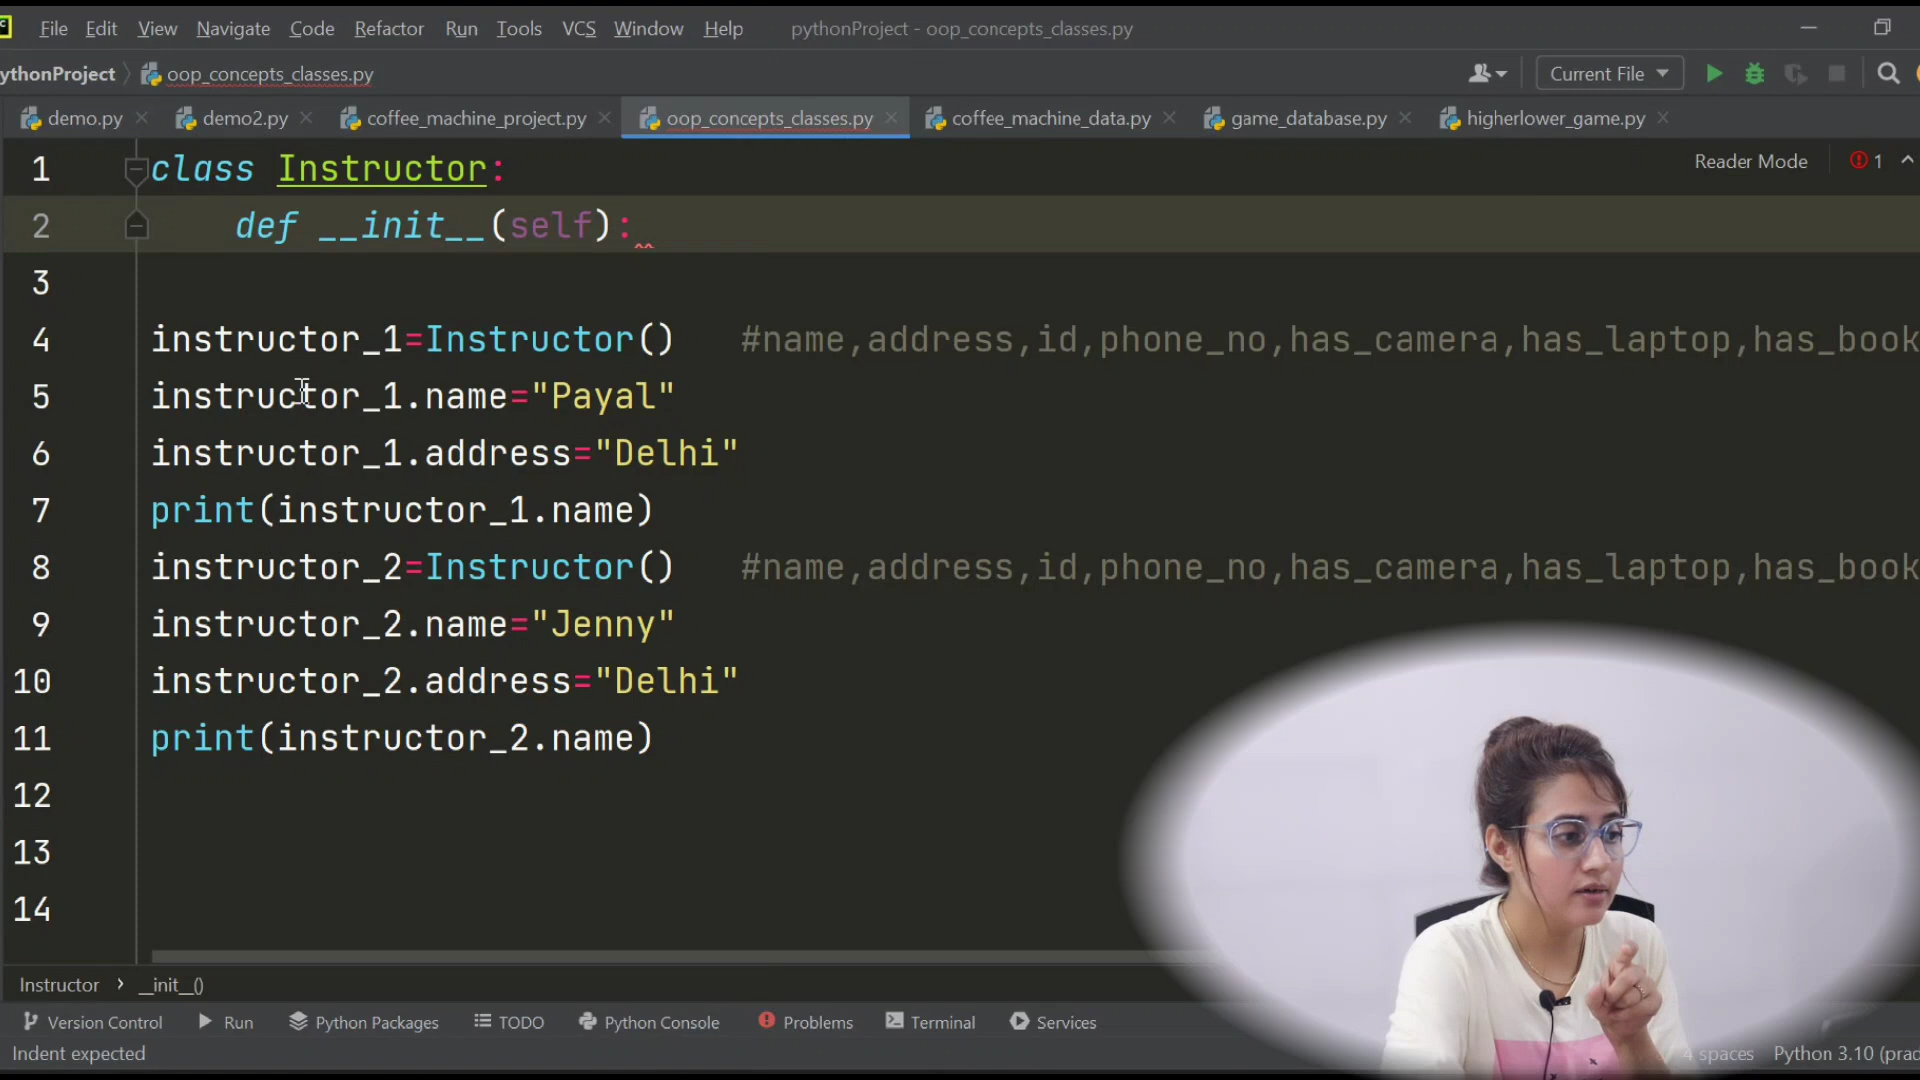 File Edit View Navigate Code Refactor Run Tools VCS Window Help pythonProject - oop_concepts_classes.py
ythonProject oop_concepts_classes.py Current File
demo.py demo2.py coffee_machine_project.py oop_concepts_classes.py coffee_machine_data.py game_database.py higherlower_game.py
Reader Mode 1
1 class Instructor:
2 def __init__(self):
3
4 instructor_1=Instructor() #name,address,id,phone_no,has_camera,has_laptop,has_book
5 instructor_1.name="Payal"
6 instructor_1.address="Delhi"
7 print(instructor_1.name)
8 instructor_2=Instructor() #name,address,id,phone_no,has_camera,has_laptop,has_book
9 instructor_2.name="Jenny"
10 instructor_2.address="Delhi"
11 print(instructor_2.name)
12
13
14
Instructor › __init__()
Version Control Run Python Packages TODO Python Console Problems Terminal Services
Indent expected 4 spaces Python 3.10 (prad